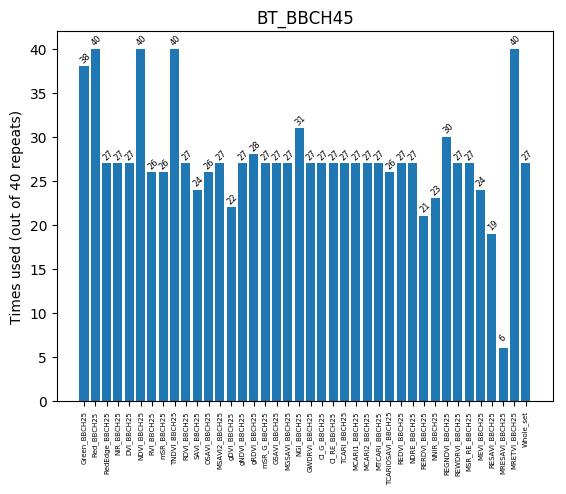 BT_BBCH45
Times used (out of 40 repeats)
40
35
30
25
20
15
10
5
0
38 40 27 27 27 40 26 26 40 27 24 26 27 22 27 28 27 27 27 31 27 27 27 27 27 27 27 26 27 27 21 23 30 27 27 24 19 6 40 27
Green_BBCH25
Red_BBCH25
RedEdge_BBCH25
NIR_BBCH25
DVI_BBCH25
NDVI_BBCH25
RVI_BBCH25
mSR_BBCH25
TNDVI_BBCH25
RDVI_BBCH25
SAVI_BBCH25
OSAVI_BBCH25
MSAVI2_BBCH25
gDVI_BBCH25
gNDVI_BBCH25
gRDVI_BBCH25
mSR_G_BBCH25
GSAVI_BBCH25
MGSAVI_BBCH25
NGI_BBCH25
GWDRVI_BBCH25
CI_G_BBCH25
CI_RE_BBCH25
TCARI_BBCH25
MCARI1_BBCH25
MCARI2_BBCH25
MTCARI_BBCH25
TCARIOSAVI_BBCH25
REDVI_BBCH25
NDRE_BBCH25
RERDVI_BBCH25
NNIR_BBCH25
REGNDVI_BBCH25
REWDRVI_BBCH25
MSR_RE_BBCH25
MEVI_BBCH25
RESAVI_BBCH25
MRESAVI_BBCH25
MRETVI_BBCH25
Whole_set